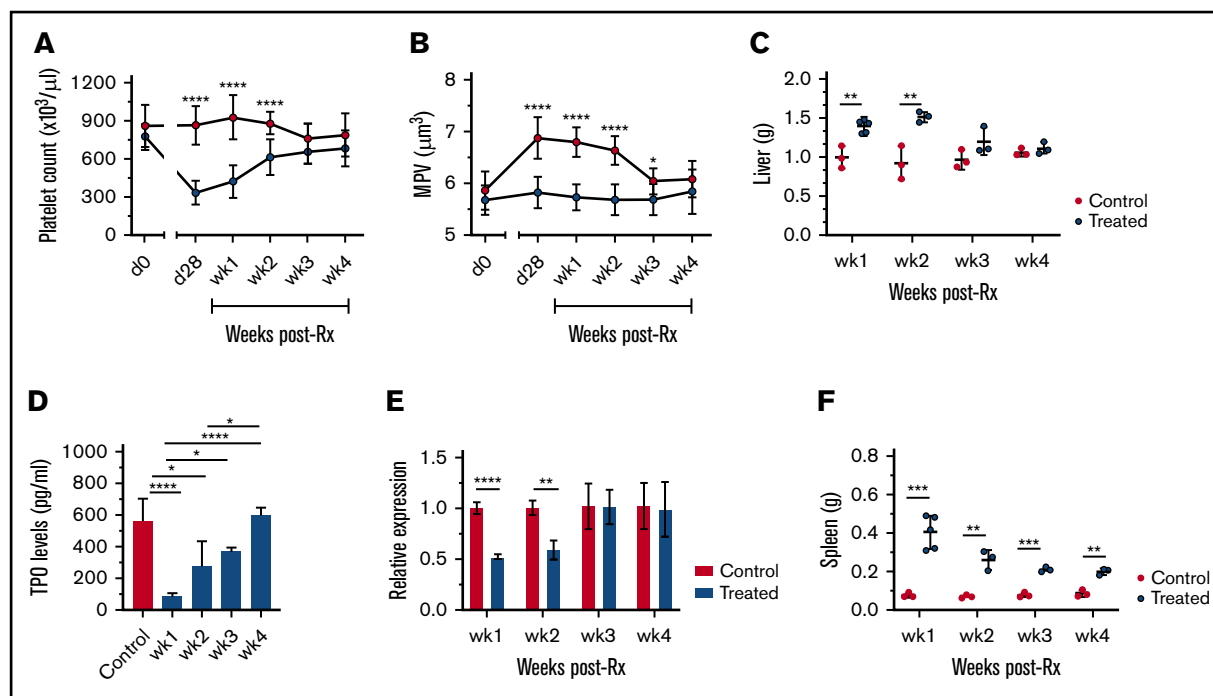 A
Platelet count (x10³/µl)
1200
900
600
300
0
****
****
****
d0
d28
wk1
wk2
wk3
wk4
Weeks post-Rx
B
MPV (µm³)
8
7
6
5
****
****
****
*
d0
d28
wk1
wk2
wk3
wk4
Weeks post-Rx
C
Liver (g)
2.0
1.5
1.0
0.5
0.0
**
**
Control
Treated
wk1
wk2
wk3
wk4
Weeks post-Rx
D
TPO levels (pg/ml)
1000
800
600
400
200
0
*
****
*
*
****
Control
wk1
wk2
wk3
wk4
E
Relative expression
1.5
1.0
0.5
0.0
****
**
Control
Treated
wk1
wk2
wk3
wk4
Weeks post-Rx
F
Spleen (g)
0.8
0.6
0.4
0.2
0.0
***
**
***
**
Control
Treated
wk1
wk2
wk3
wk4
Weeks post-Rx